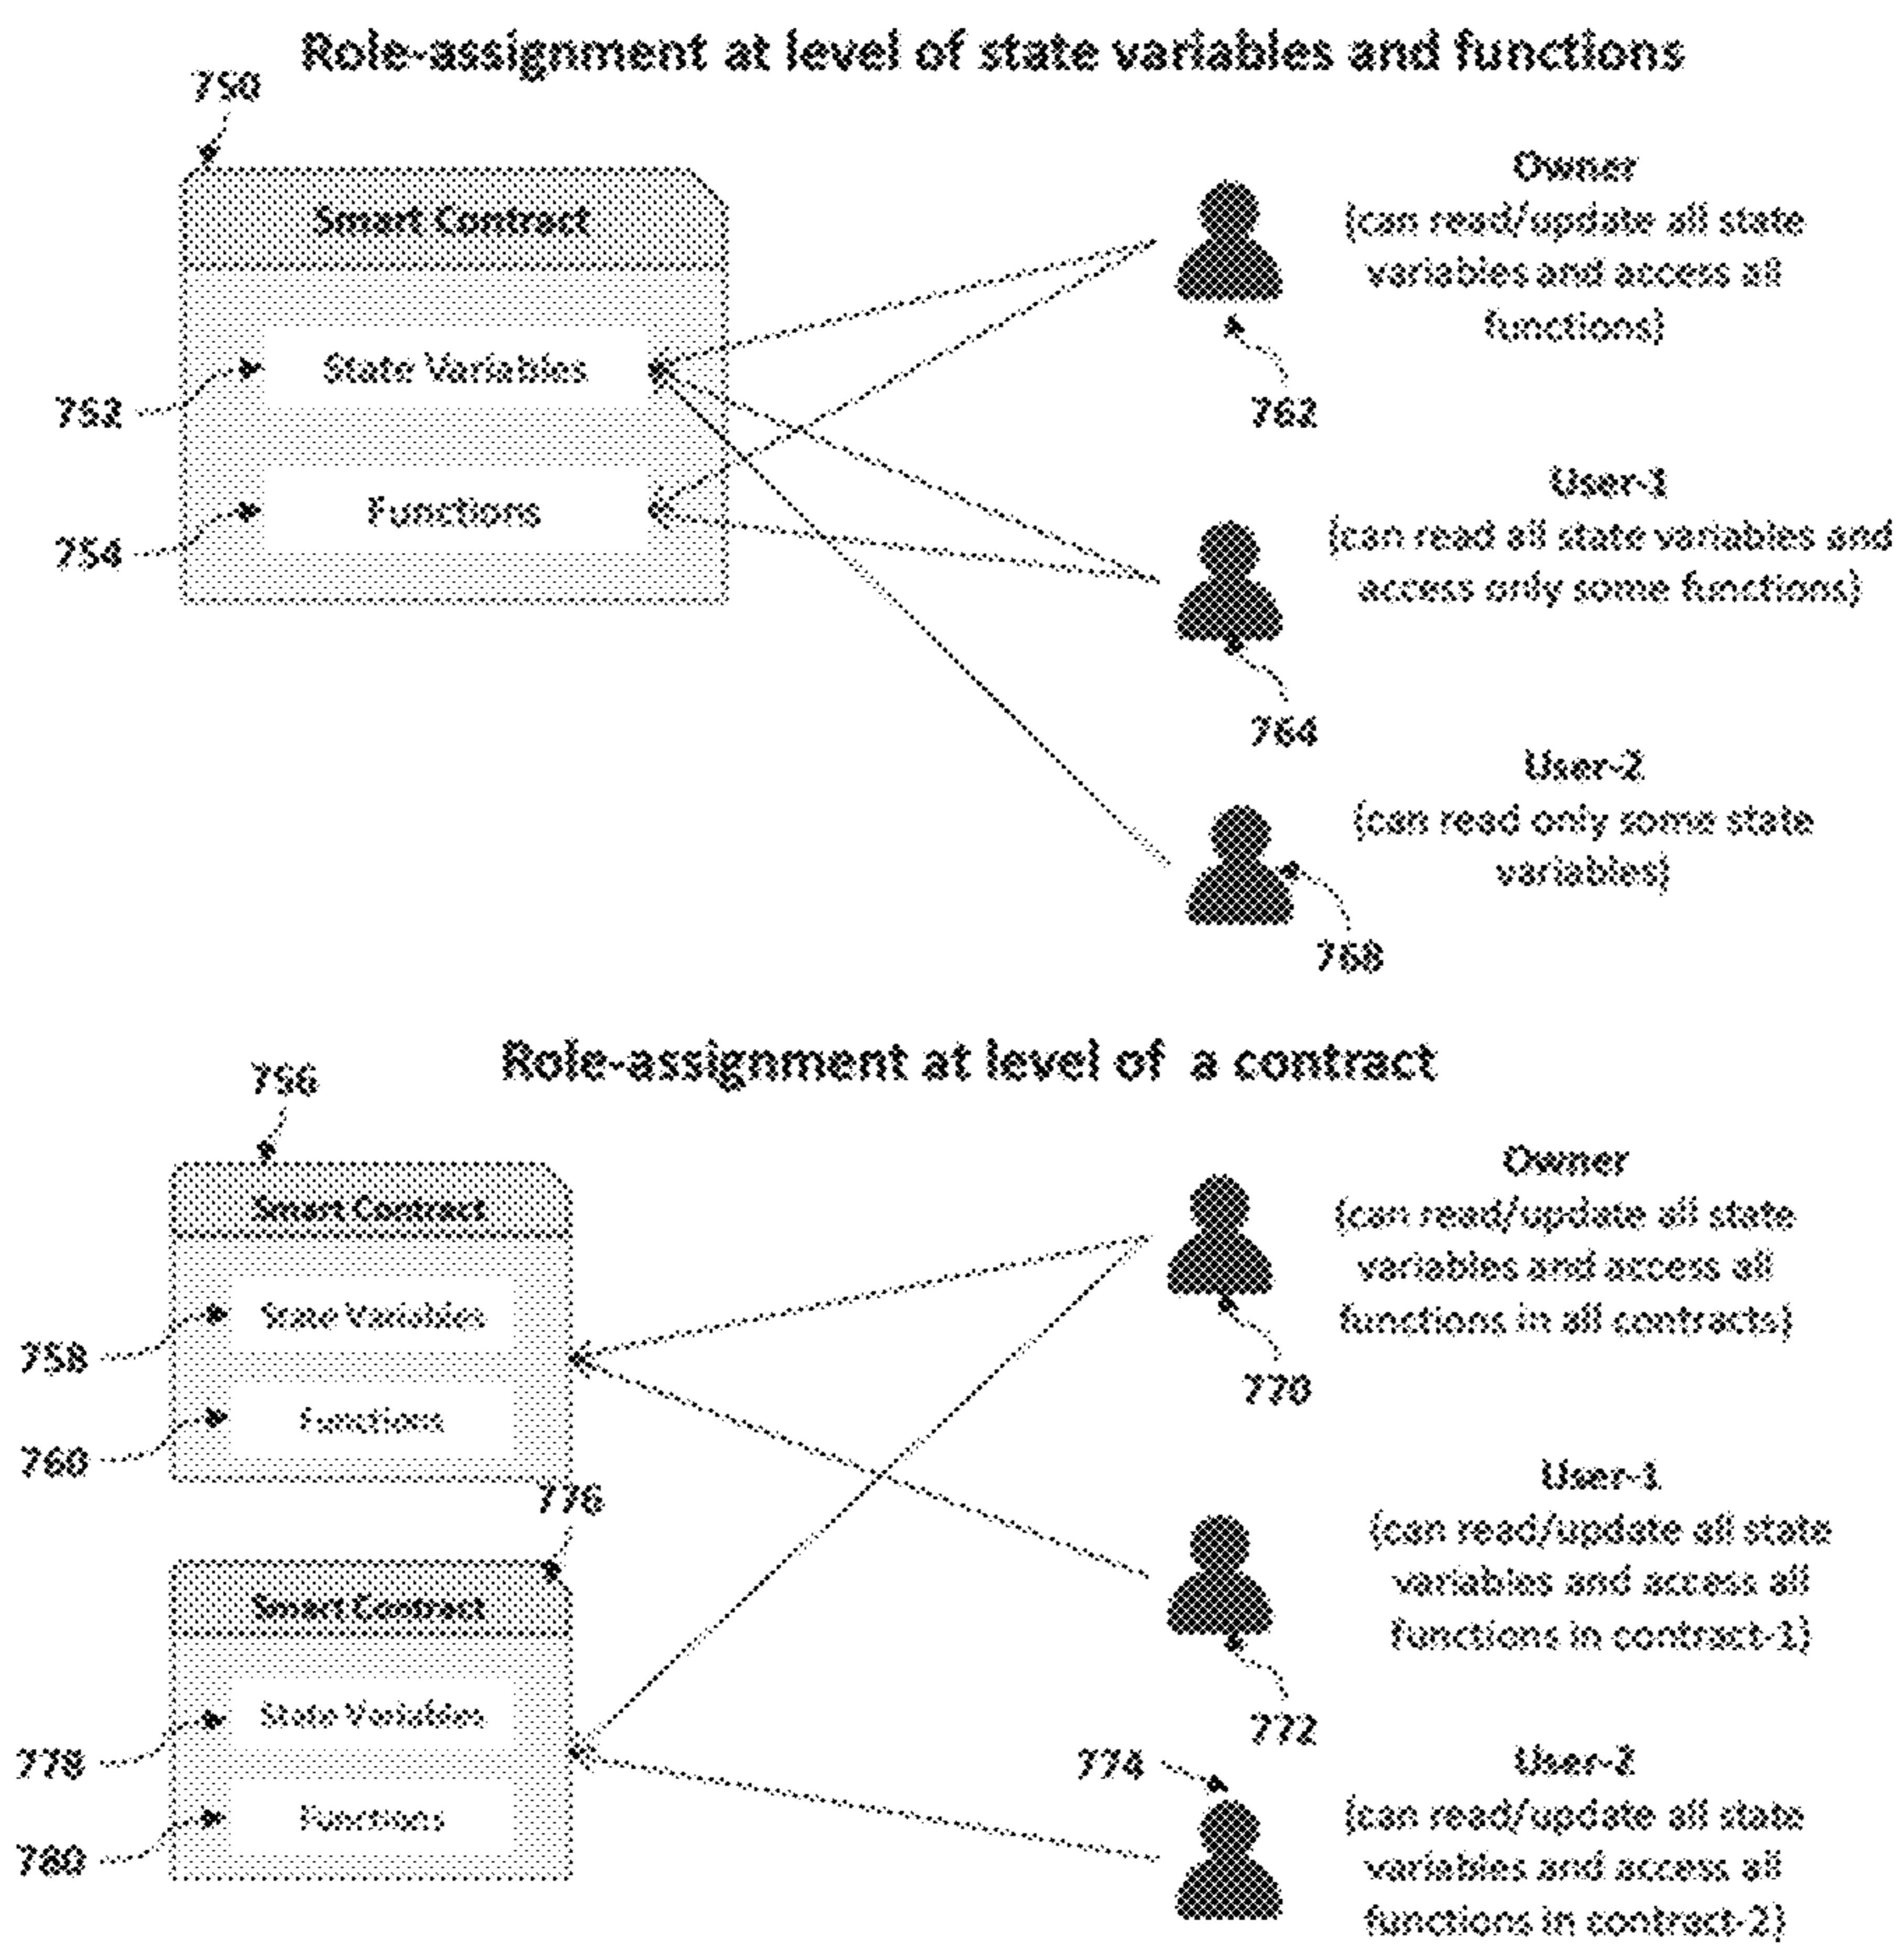 Role-assignment at level of state variables and functions
750
Owner
(can read/update all state
variables and access all
functions)
Smart Contract
State Variables
752
762
Functions
754
User-1
(can read all state variables and
access only some functions)
764
User-2
(can read only some state
variables)
768
Role-assignment at level of a contract
756
Owner
(can read/update all state
variables and access all
functions in all contracts)
Smart Contract
State Variables
758
770
Functions
760
776
User-1
(can read/update all state
variables and access all
functions in contract-1)
Smart Contract
State Variables
778
772
774
Functions
780
User-2
(can read/update all state
variables and access all
functions in contract-2)